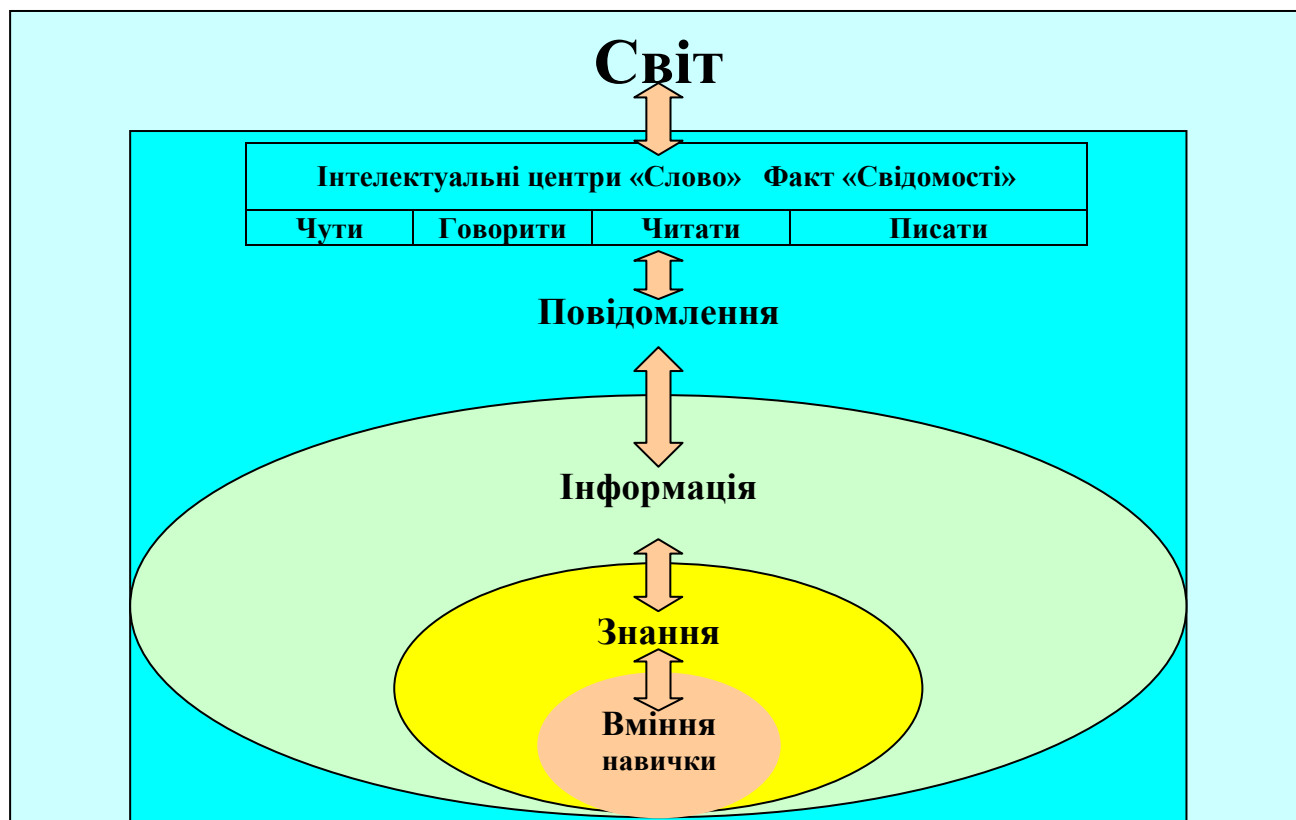 Світ
Інтелектуальні центри «Слово» Факт «Свідомості»
Чути Говорити Читати Писати
Повідомлення
Інформація
Знання
Вміння
навички